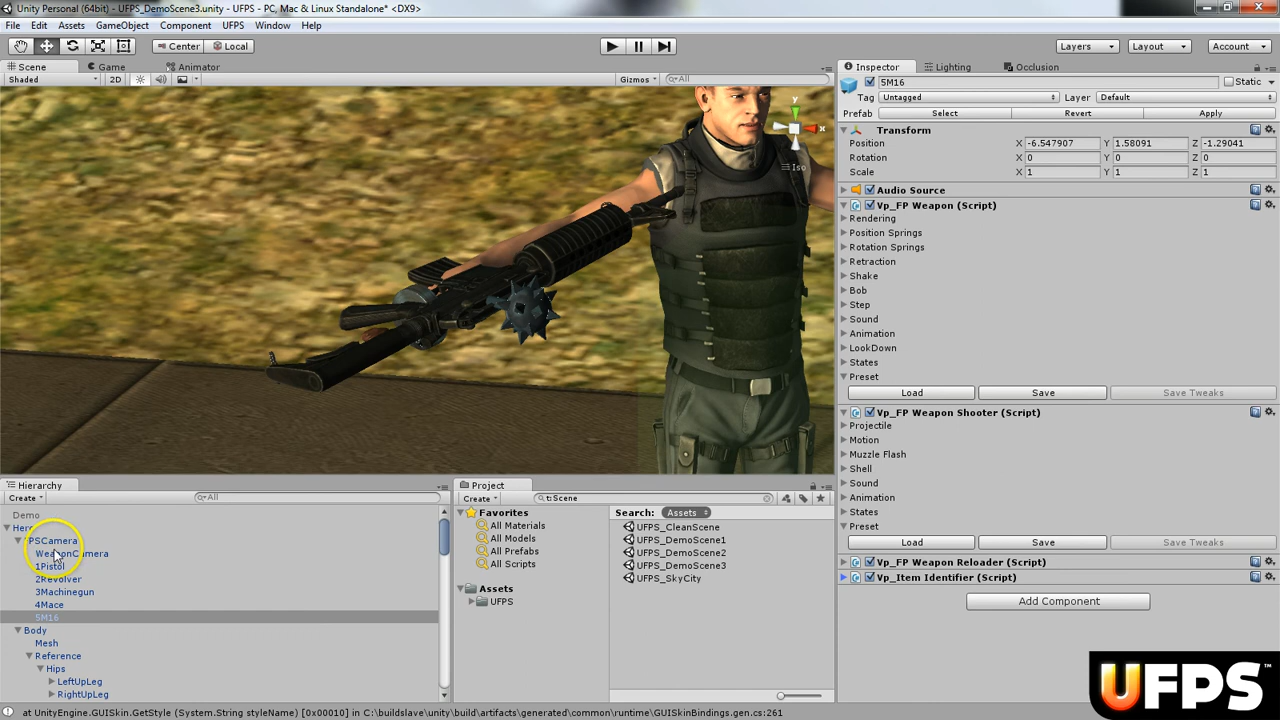 Unity Personal (64bit) - UFPS_DemoScene3.unity - UFPS - PC, Mac & Linux Standalone* <DX9>
File Edit Assets GameObject Component UFPS Window Help
Center Local Layers Layout Account
Scene Game Animator Inspector Lighting Occlusion
Shaded 2D Gizmos All 5M16 Static
Tag Untagged Layer Default
Prefab Select Revert Apply
y x Iso
Transform
Position X -6.547907 Y 1.58091 Z -1.29041
Rotation X 0 Y 0 Z 0
Scale X 1 Y 1 Z 1
Audio Source
Vp_FP Weapon (Script)
Rendering
Position Springs
Rotation Springs
Retraction
Shake
Bob
Step
Sound
Animation
LookDown
States
Preset
Load Save Save Tweaks
Vp_FP Weapon Shooter (Script)
Projectile
Motion
Muzzle Flash
Shell
Sound
Animation
States
Preset
Load Save Save Tweaks
Vp_FP Weapon Reloader (Script)
Vp_Item Identifier (Script)
Add Component
Hierarchy
Create All
Demo
PSCamera
WeaponCamera
1Pistol
2Revolver
3Machinegun
4Mace
5M16
Body
Mesh
Reference
Hips
LeftUpLeg
RightUpLeg
Project
Create t:Scene
Favorites
All Materials
All Models
All Prefabs
All Scripts
Assets
UFPS
Search: Assets
UFPS_CleanScene
UFPS_DemoScene1
UFPS_DemoScene2
UFPS_DemoScene3
UFPS_SkyCity
at UnityEngine.GUISkin.GetStyle (System.String styleName) [0x00010] in C:\buildslave\unity\build\artifacts\generated\common\runtime\GUISkinBindings.gen.cs:261
UFPS™